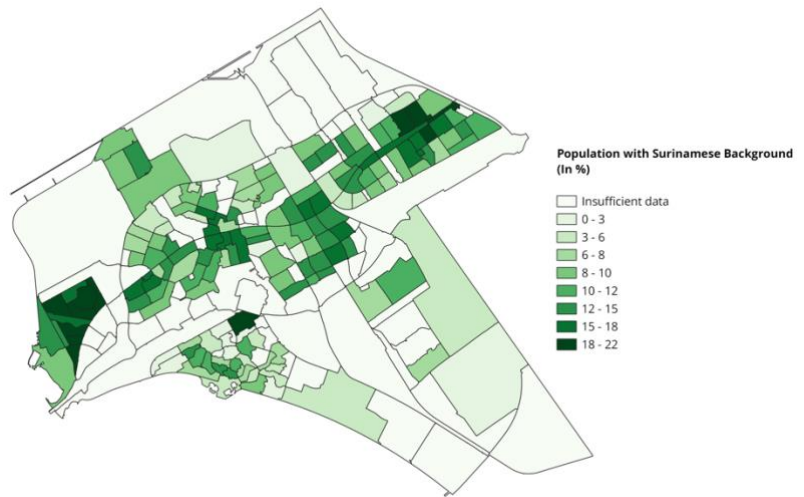 Population with Surinamese Background
(In %)
Insufficient data
0 - 3
3 - 6
6 - 8
8 - 10
10 - 12
12 - 15
15 - 18
18 - 22